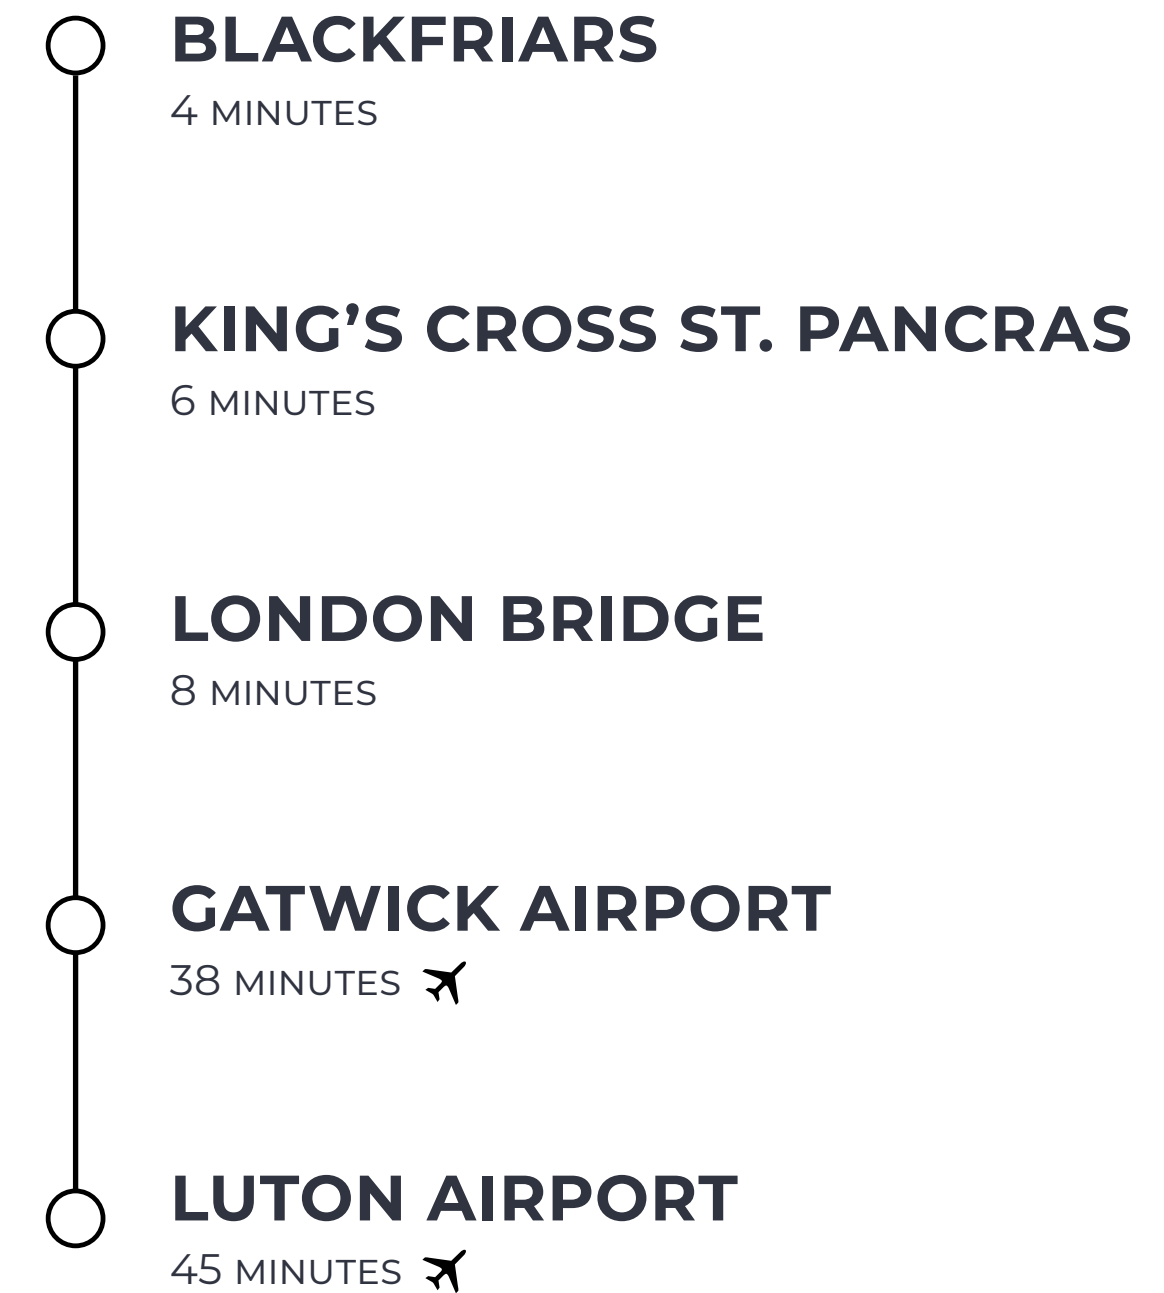 BLACKFRIARS
4 MINUTES
KING’S CROSS ST. PANCRAS
6 MINUTES
LONDON BRIDGE
8 MINUTES
GATWICK AIRPORT
38 MINUTES
LUTON AIRPORT
45 MINUTES